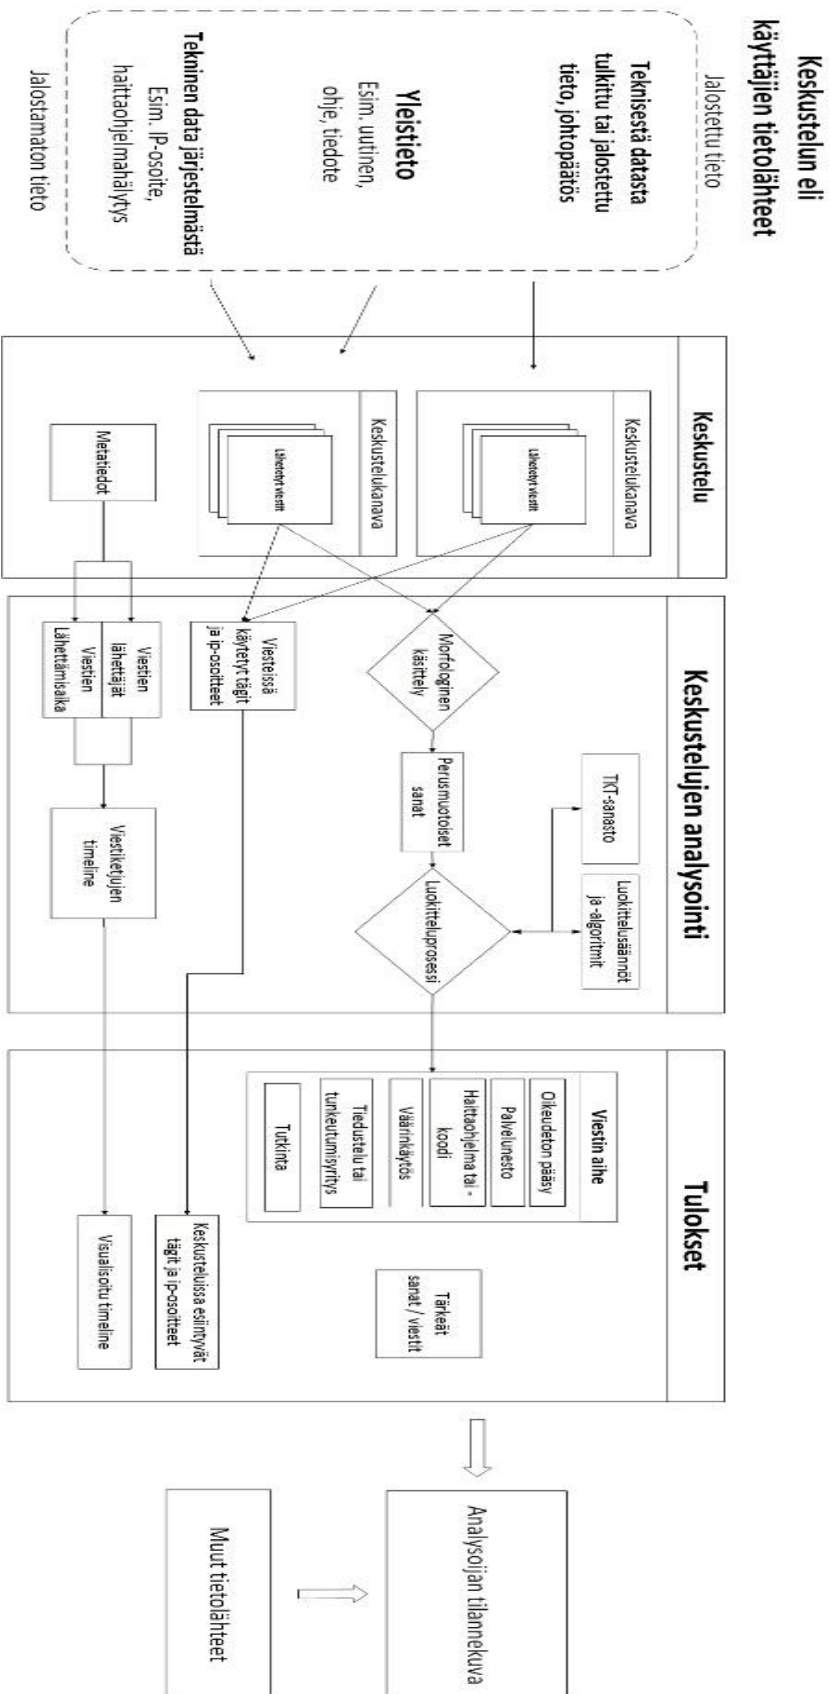 Keskustelun eli
käyttäjien tietolähteet
Jalostettu tieto
Teknisestä datasta
tulkittu tai jalostettu
tieto, johtopäätös
Yleistieto
Esim. uutinen,
ohje, tiedote
Tekninen data järjestelmästä
Esim. IP-osoite,
haittaohjelmahälytys
Jalostamaton tieto
Keskustelu
Keskustelukanava
Lähetetyt viestit
Keskustelukanava
Lähetetyt viestit
Metatiedot
Keskustelujen analysointi
TKT-sanasto
Luokittelusäännöt
ja -algoritmit
Morfologinen
käsittely
Perusmuotoiset
sanat
Luokitteluprosessi
Viesteissä
käytetyt tägit
ja ip-osoitteet
Viestien
lähettäjät
Viestien
Lähettämisaika
Viestiketjujen
timeline
Tulokset
Viestin aihe
Oikeudeton pääsy
Palvelunesto
Haittaohjelma tai -
koodi
Väärinkäytös
Tiedustelu tai
tunkeutumisyritys
Tutkinta
Tärkeät
sanat / viestit
Keskusteluissa esiintyvät
tägit ja ip-osoitteet
Visualisoitu timeline
Analysoijan tilannekuva
Muut tietolähteet